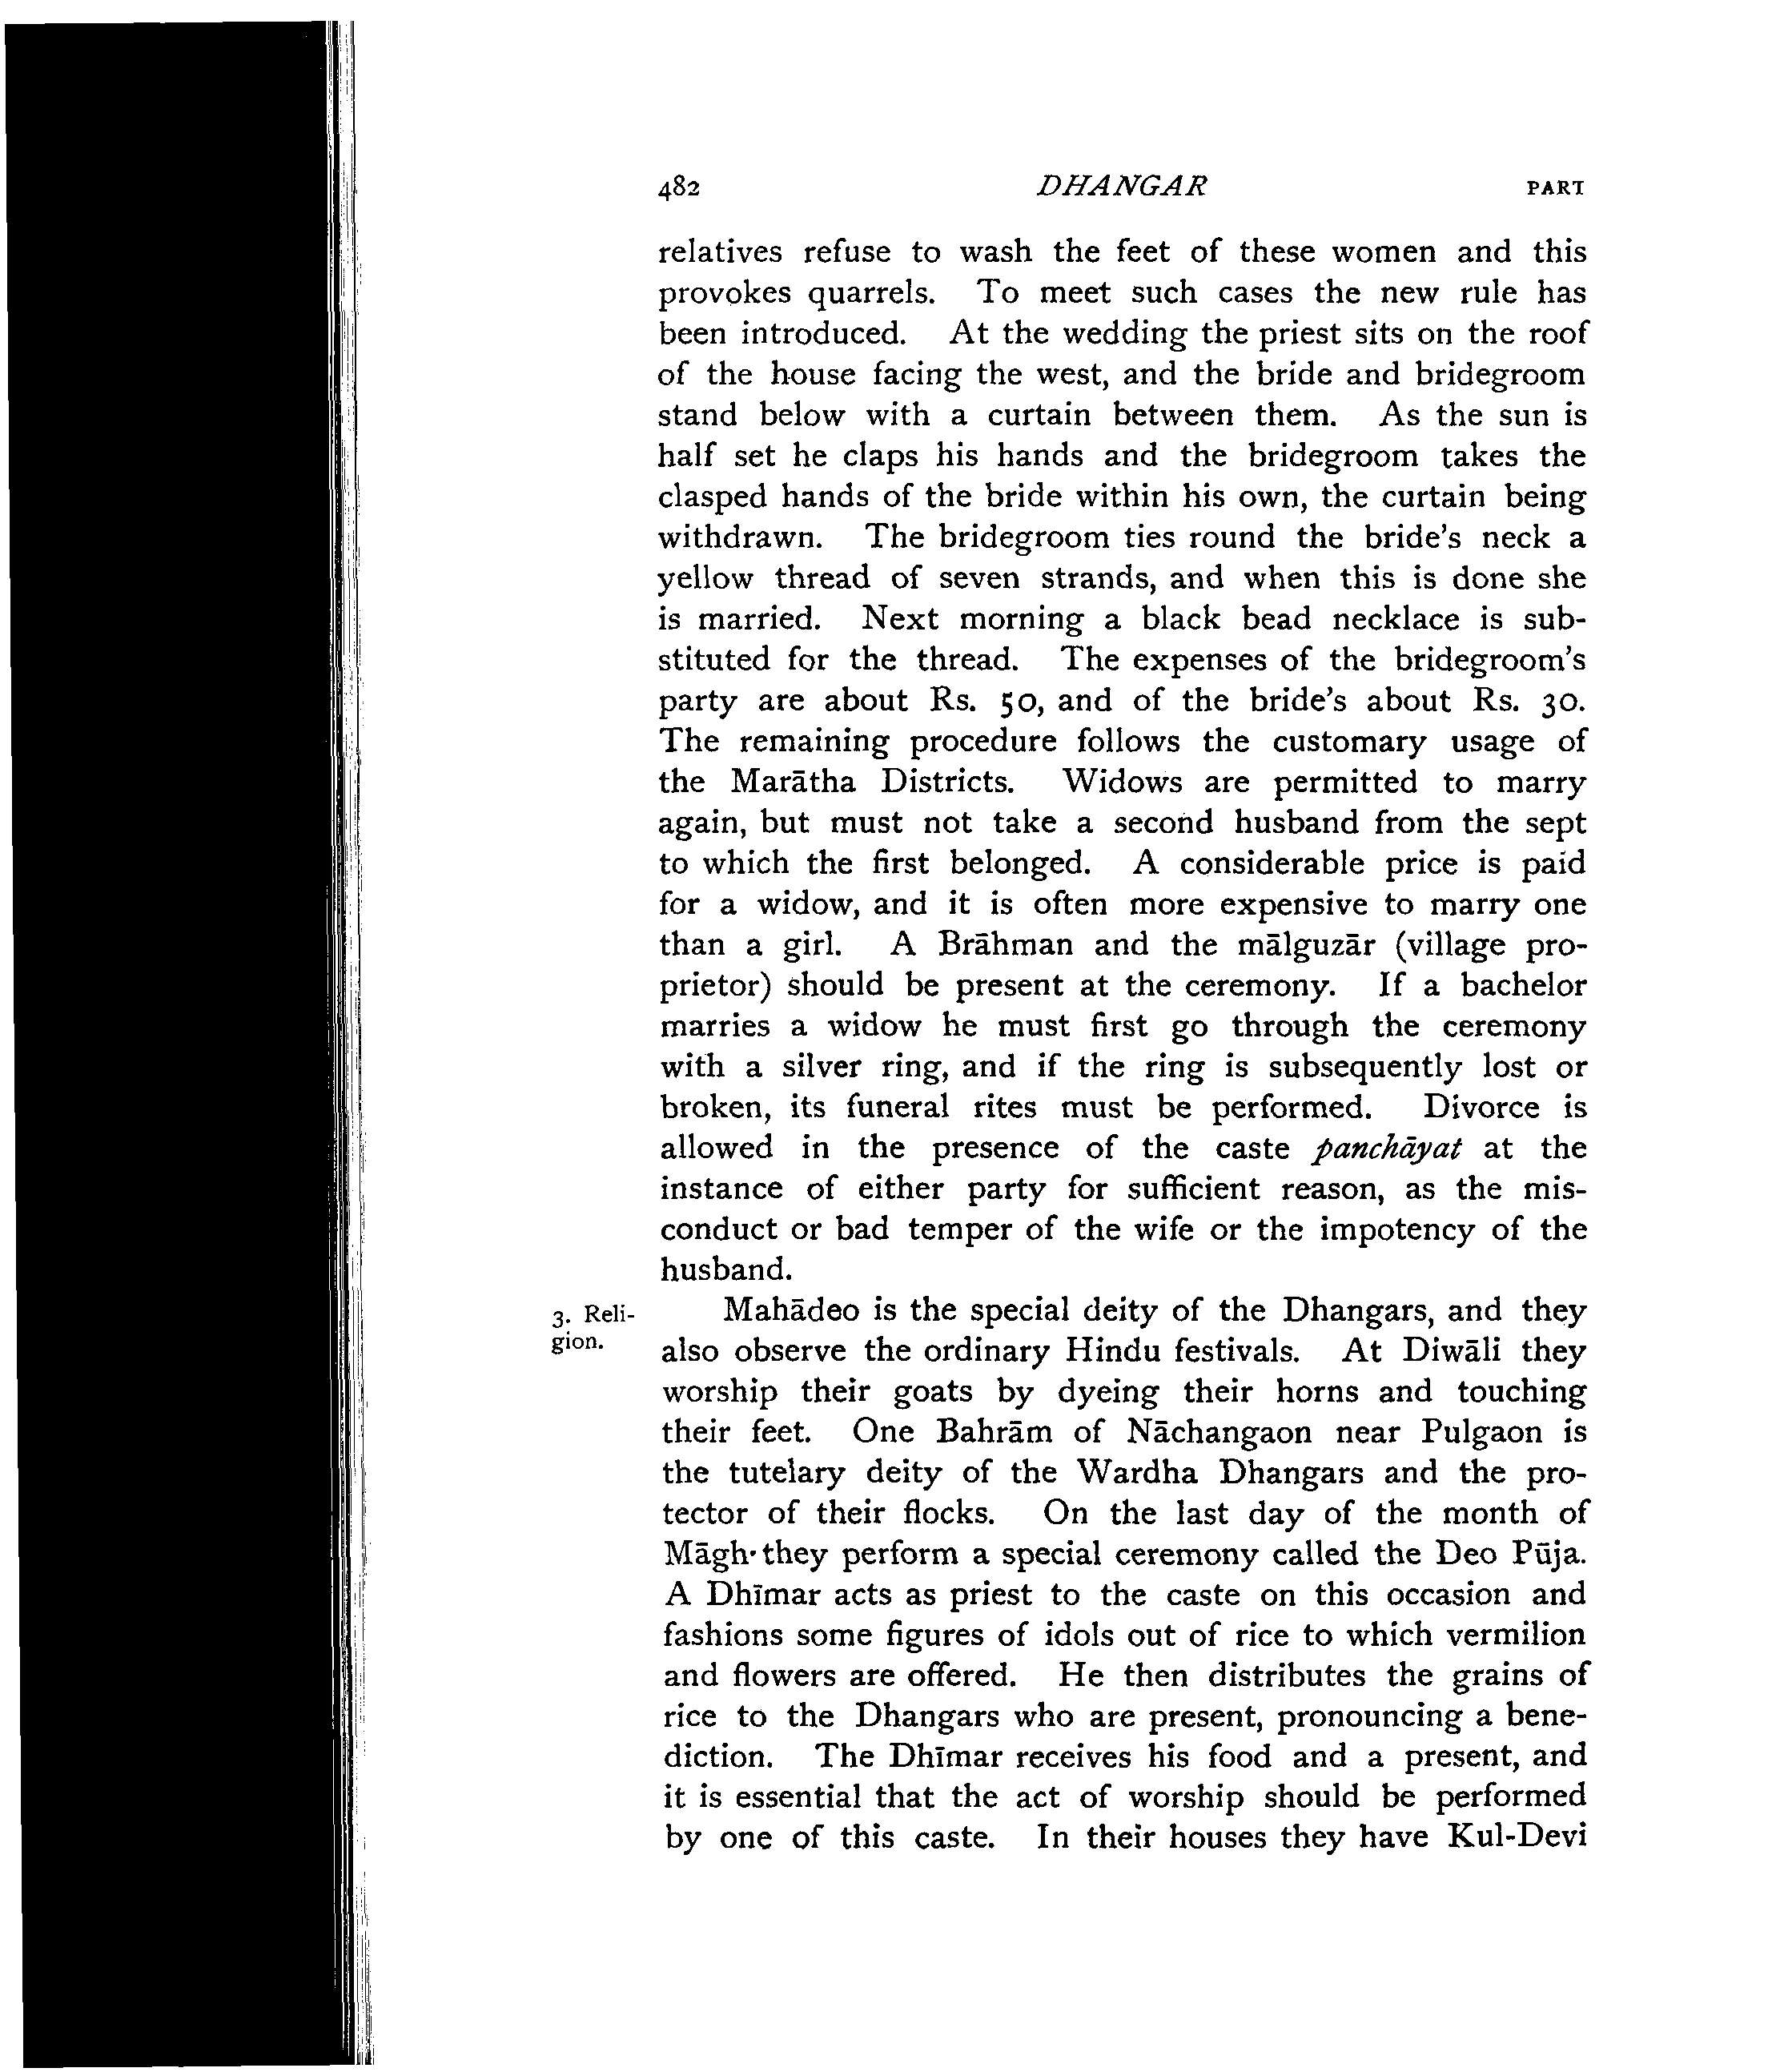 482 DHANGAR PART
relatives refuse to wash the feet of these women and this
provokes quarrels. To meet such cases the new rule has
been introduced. At the wedding the priest sits on the roof
of the house facing the west, and the bride and bridegroom
stand below with a curtain between them. As the sun is
half set he claps his hands and the bridegroom takes the
clasped hands of the bride within his own, the curtain being
withdrawn. The bridegroom ties round the bride's neck a
yellow thread of seven strands, and when this is done she
is married. Next morning a black bead necklace is sub-
stituted for the thread. The expenses of the bridegroom's
party are about Rs. 50, and of the bride's about Rs. 30.
The remaining procedure follows the customary usage of
the Marātha Districts. Widows are permitted to marry
again, but must not take a second husband from the sept
to which the first belonged. A considerable price is paid
for a widow, and it is often more expensive to marry one
than a girl. A Brāhman and the mālguzār (village pro-
prietor) should be present at the ceremony. If a bachelor
marries a widow he must first go through the ceremony
with a silver ring, and if the ring is subsequently lost or
broken, its funeral rites must be performed. Divorce is
allowed in the presence of the caste panchāyat at the
instance of either party for sufficient reason, as the mis-
conduct or bad temper of the wife or the impotency of the
husband.
3. Reli-
gion.
Mahādeo is the special deity of the Dhangars, and they
also observe the ordinary Hindu festivals. At Diwāli they
worship their goats by dyeing their horns and touching
their feet. One Bahrām of Nāchangaon near Pulgaon is
the tutelary deity of the Wardha Dhangars and the pro-
tector of their flocks. On the last day of the month of
Māgh they perform a special ceremony called the Deo Pūja.
A Dhīmar acts as priest to the caste on this occasion and
fashions some figures of idols out of rice to which vermilion
and flowers are offered. He then distributes the grains of
rice to the Dhangars who are present, pronouncing a bene-
diction. The Dhīmar receives his food and a present, and
it is essential that the act of worship should be performed
by one of this caste. In their houses they have Kul-Devi